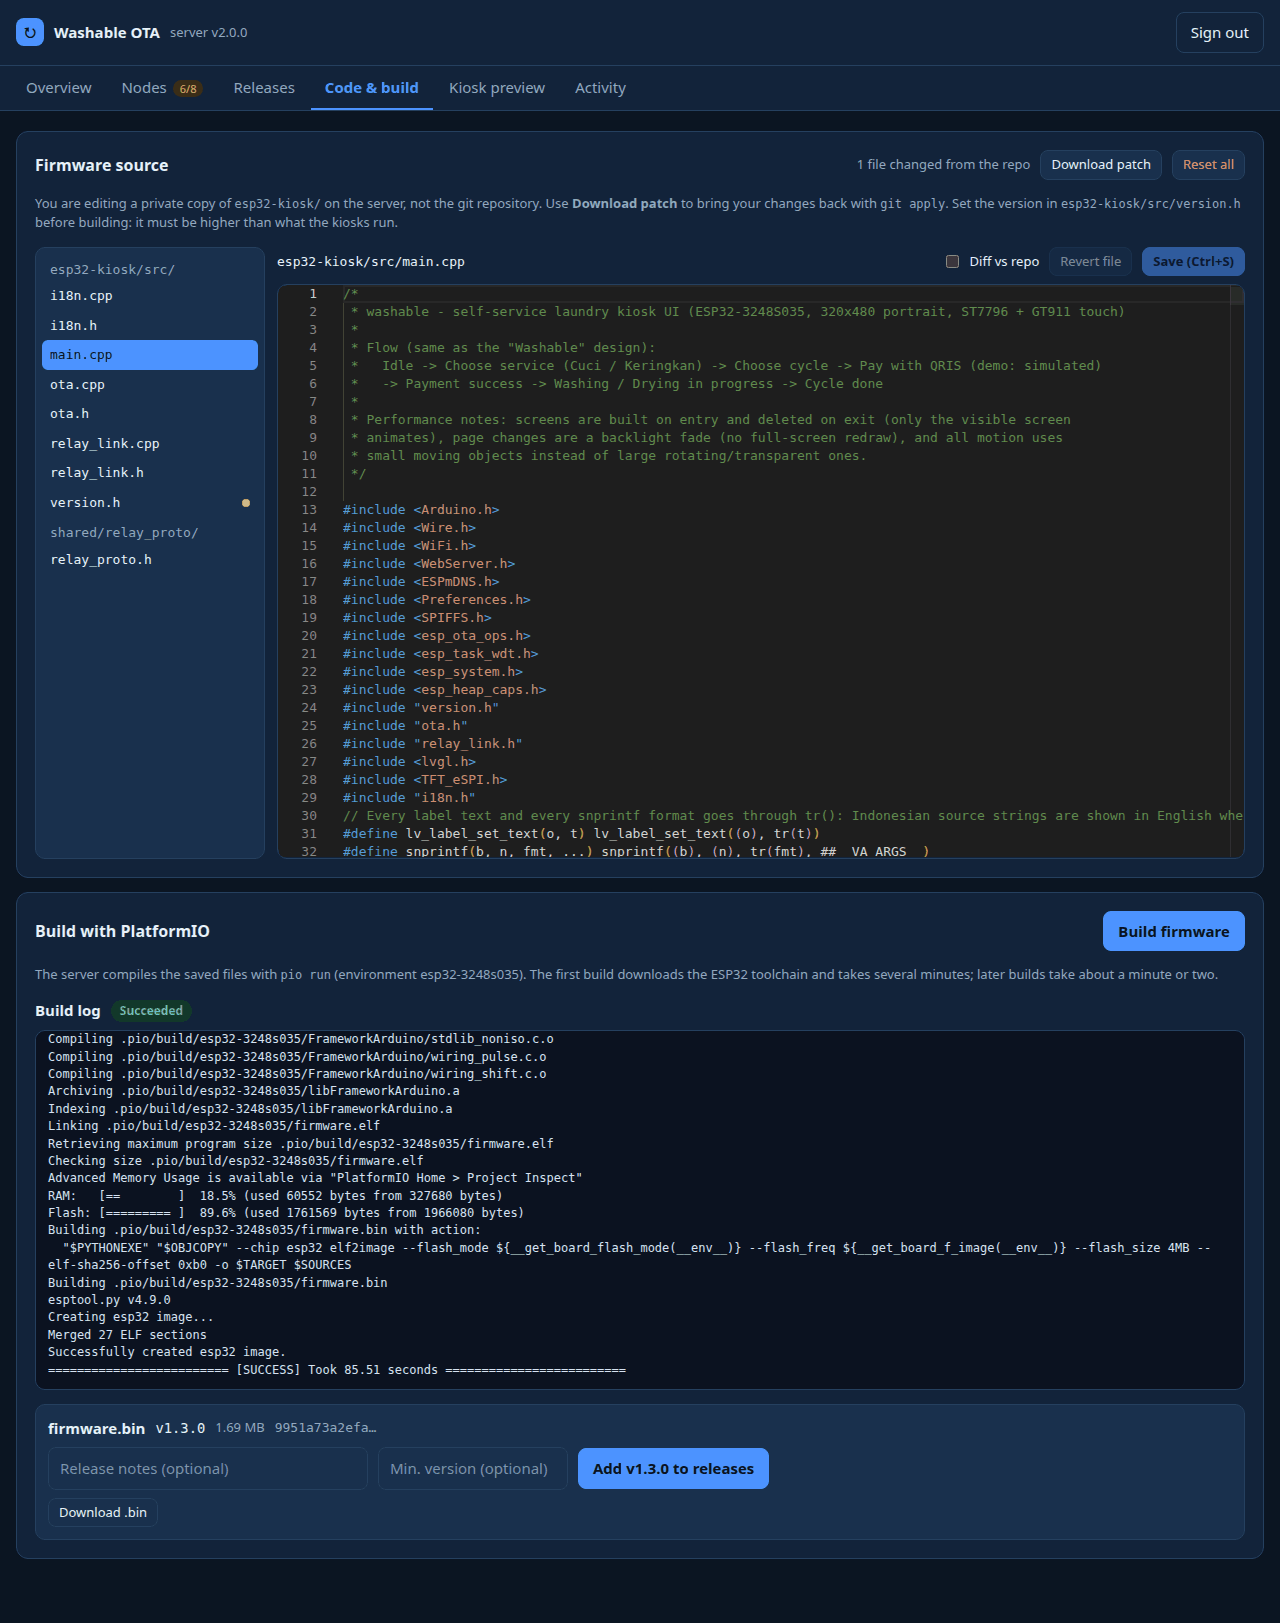 Washable OTA server v2.0.0 Sign out
Overview Nodes 6/8 Releases Code & build Kiosk preview Activity
Firmware source 1 file changed from the repo Download patch Reset all
You are editing a private copy of esp32-kiosk/ on the server, not the git repository. Use Download patch to bring your changes back with git apply. Set the version in esp32-kiosk/src/version.h
before building: it must be higher than what the kiosks run.
esp32-kiosk/src/
i18n.cpp
i18n.h
main.cpp
ota.cpp
ota.h
relay_link.cpp
relay_link.h
version.h
shared/relay_proto/
relay_proto.h
esp32-kiosk/src/main.cpp Diff vs repo Revert file Save (Ctrl+S)
1 /*
2  * washable - self-service laundry kiosk UI (ESP32-3248S035, 320x480 portrait, ST7796 + GT911 touch)
3  *
4  * Flow (same as the "Washable" design):
5  *   Idle -> Choose service (Cuci / Keringkan) -> Choose cycle -> Pay with QRIS (demo: simulated)
6  *   -> Payment success -> Washing / Drying in progress -> Cycle done
7  *
8  * Performance notes: screens are built on entry and deleted on exit (only the visible screen
9  * animates), page changes are a backlight fade (no full-screen redraw), and all motion uses
10  * small moving objects instead of large rotating/transparent ones.
11  */
12
13 #include <Arduino.h>
14 #include <Wire.h>
15 #include <WiFi.h>
16 #include <WebServer.h>
17 #include <ESPmDNS.h>
18 #include <Preferences.h>
19 #include <SPIFFS.h>
20 #include <esp_ota_ops.h>
21 #include <esp_task_wdt.h>
22 #include <esp_system.h>
23 #include <esp_heap_caps.h>
24 #include "version.h"
25 #include "ota.h"
26 #include "relay_link.h"
27 #include <lvgl.h>
28 #include <TFT_eSPI.h>
29 #include "i18n.h"
30 // Every label text and every snprintf format goes through tr(): Indonesian source strings are shown in English whe
31 #define lv_label_set_text(o, t) lv_label_set_text((o), tr(t))
32 #define snprintf(b, n, fmt, ...) snprintf((b), (n), tr(fmt), ##__VA_ARGS__)
Build with PlatformIO Build firmware
The server compiles the saved files with pio run (environment esp32-3248s035). The first build downloads the ESP32 toolchain and takes several minutes; later builds take about a minute or two.
Build log Succeeded
Compiling .pio/build/esp32-3248s035/FrameworkArduino/stdlib_noniso.c.o
Compiling .pio/build/esp32-3248s035/FrameworkArduino/wiring_pulse.c.o
Compiling .pio/build/esp32-3248s035/FrameworkArduino/wiring_shift.c.o
Archiving .pio/build/esp32-3248s035/libFrameworkArduino.a
Indexing .pio/build/esp32-3248s035/libFrameworkArduino.a
Linking .pio/build/esp32-3248s035/firmware.elf
Retrieving maximum program size .pio/build/esp32-3248s035/firmware.elf
Checking size .pio/build/esp32-3248s035/firmware.elf
Advanced Memory Usage is available via "PlatformIO Home > Project Inspect"
RAM:   [==        ]  18.5% (used 60552 bytes from 327680 bytes)
Flash: [========= ]  89.6% (used 1761569 bytes from 1966080 bytes)
Building .pio/build/esp32-3248s035/firmware.bin with action:
  "$PYTHONEXE" "$OBJCOPY" --chip esp32 elf2image --flash_mode ${__get_board_flash_mode(__env__)} --flash_freq ${__get_board_f_image(__env__)} --flash_size 4MB --
elf-sha256-offset 0xb0 -o $TARGET $SOURCES
Building .pio/build/esp32-3248s035/firmware.bin
esptool.py v4.9.0
Creating esp32 image...
Merged 27 ELF sections
Successfully created esp32 image.
========================= [SUCCESS] Took 85.51 seconds =========================
firmware.bin v1.3.0 1.69 MB 9951a73a2efa…
Release notes (optional) Min. version (optional) Add v1.3.0 to releases
Download .bin